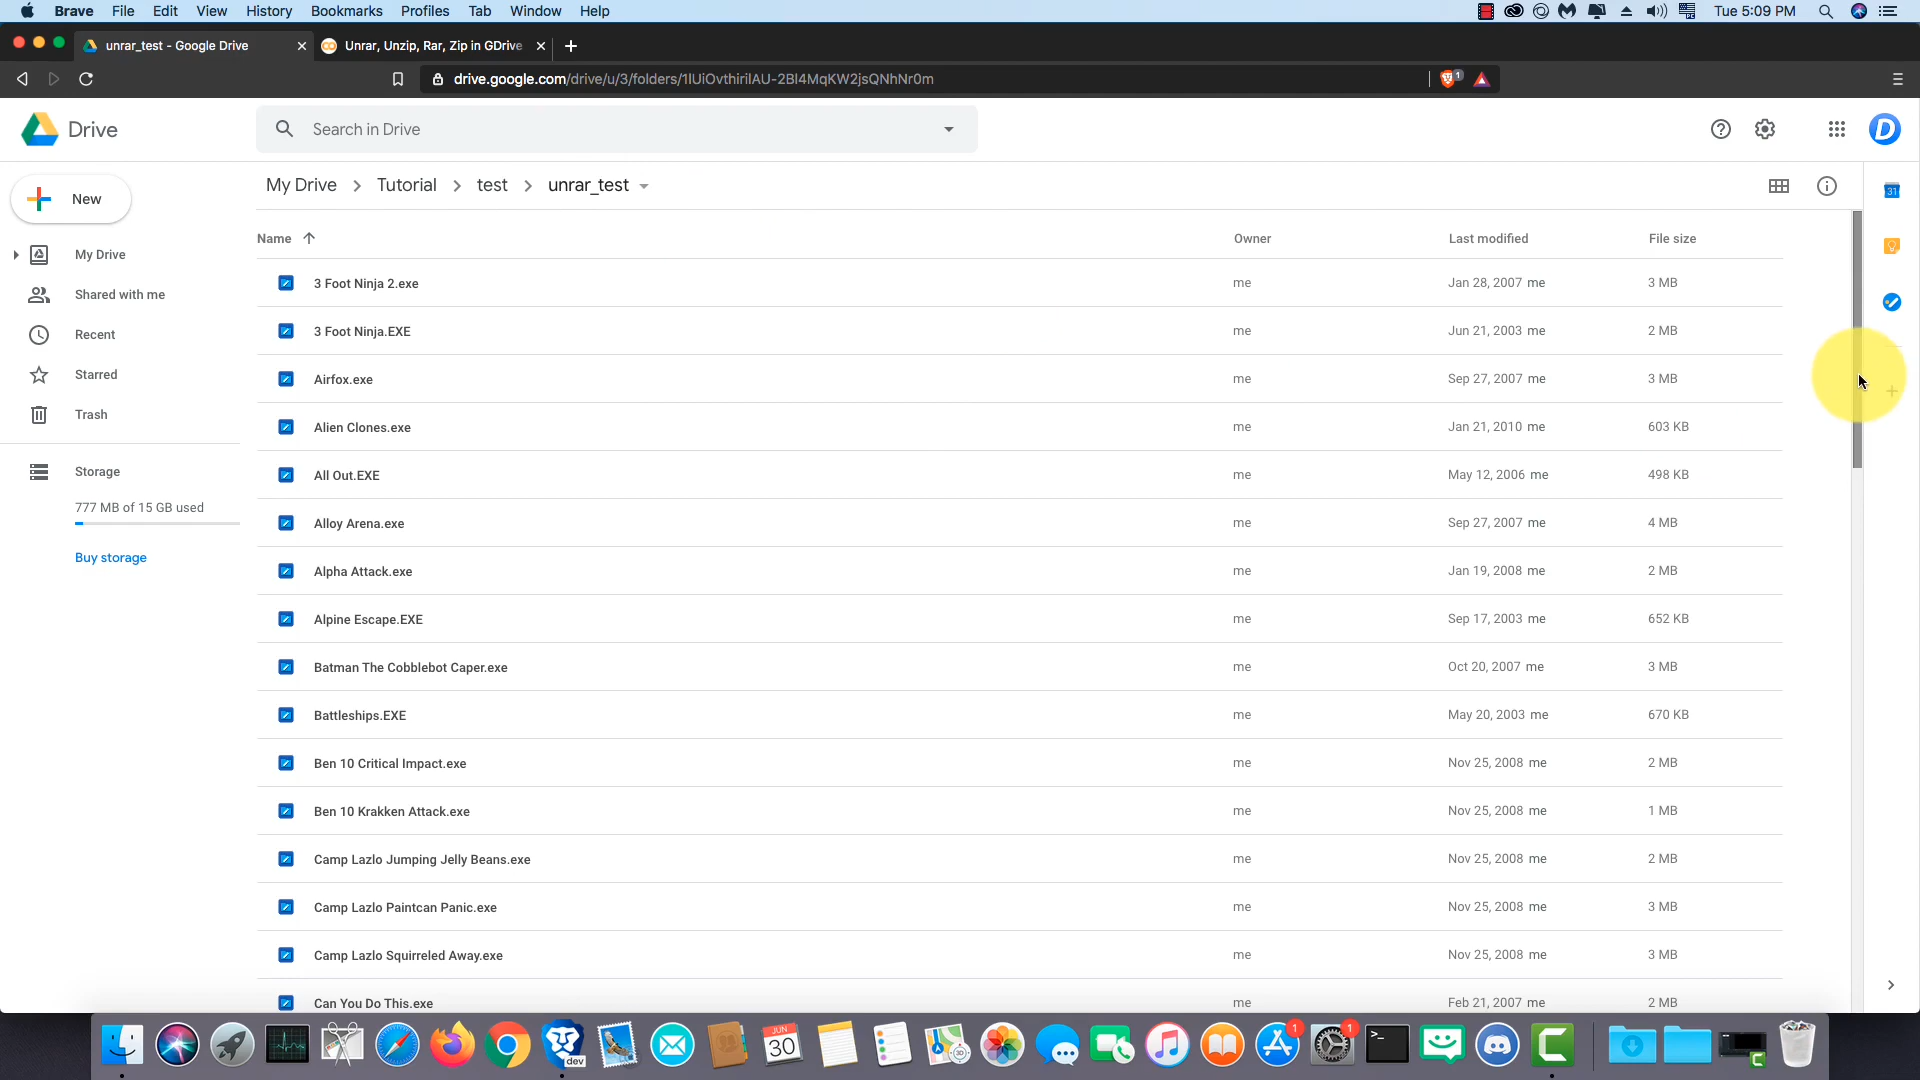 Brave File Edit View History Bookmarks Profiles Tab Window Help Tue 5:09 PM
unrar_test - Google Drive Unrar, Unzip, Rar, Zip in GDrive
drive.google.com/drive/u/3/folders/1IUiOvthirilAU-2BI4MqKW2jsQNhNr0m 1
Drive Search in Drive D
My Drive Tutorial test unrar_test
New
My Drive
Shared with me
Recent
Starred
Trash
Storage
777 MB of 15 GB used
Buy storage
Name Owner Last modified File size
3 Foot Ninja 2.exe me Jan 28, 2007 me 3 MB
3 Foot Ninja.EXE me Jun 21, 2003 me 2 MB
Airfox.exe me Sep 27, 2007 me 3 MB
Alien Clones.exe me Jan 21, 2010 me 603 KB
All Out.EXE me May 12, 2006 me 498 KB
Alloy Arena.exe me Sep 27, 2007 me 4 MB
Alpha Attack.exe me Jan 19, 2008 me 2 MB
Alpine Escape.EXE me Sep 17, 2003 me 652 KB
Batman The Cobblebot Caper.exe me Oct 20, 2007 me 3 MB
Battleships.EXE me May 20, 2003 me 670 KB
Ben 10 Critical Impact.exe me Nov 25, 2008 me 2 MB
Ben 10 Krakken Attack.exe me Nov 25, 2008 me 1 MB
Camp Lazlo Jumping Jelly Beans.exe me Nov 25, 2008 me 2 MB
Camp Lazlo Paintcan Panic.exe me Nov 25, 2008 me 3 MB
Camp Lazlo Squirreled Away.exe me Nov 25, 2008 me 3 MB
Can You Do This.exe me Feb 21, 2007 me 2 MB
31
dev JUN 30 3D 1 1